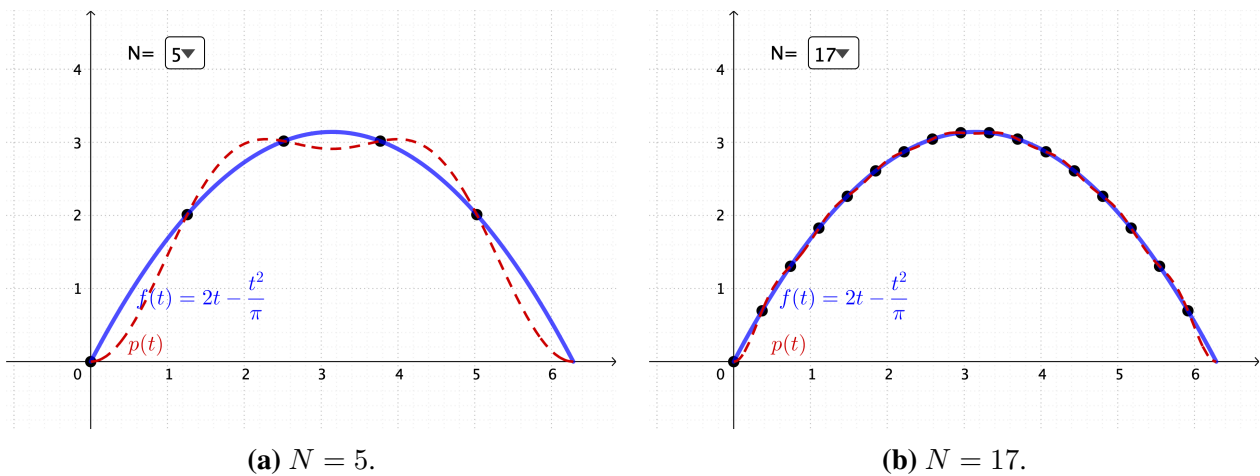 N= 5
4
3
2
1
f(t) = 2t − t²/π
p(t)
0 1 2 3 4 5 6
(a) N = 5.
N= 17
4
3
2
1
f(t) = 2t − t²/π
p(t)
0 1 2 3 4 5 6
(b) N = 17.